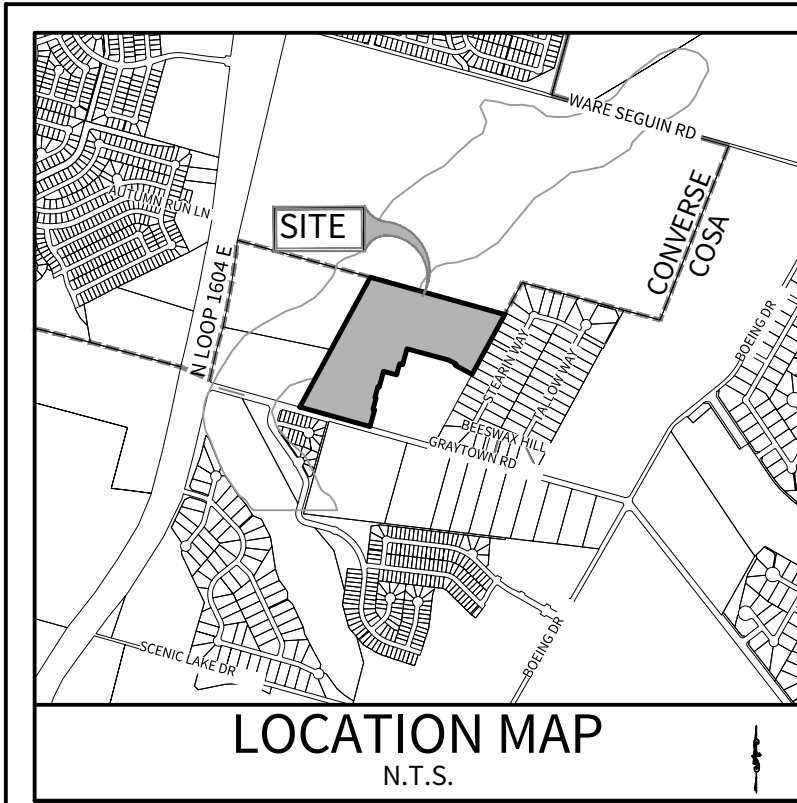 WARE SEGUIN RD
AUTUMN RUN LN
SITE
CONVERSE
COSA
N LOOP 1604 E
BOEING DR
STEARIN WAY
TALLOW WAY
BEESWAX HILL
GRAYTOWN RD
BOEING DR
SCENIC LAKE DR
LOCATION MAP
N.T.S.